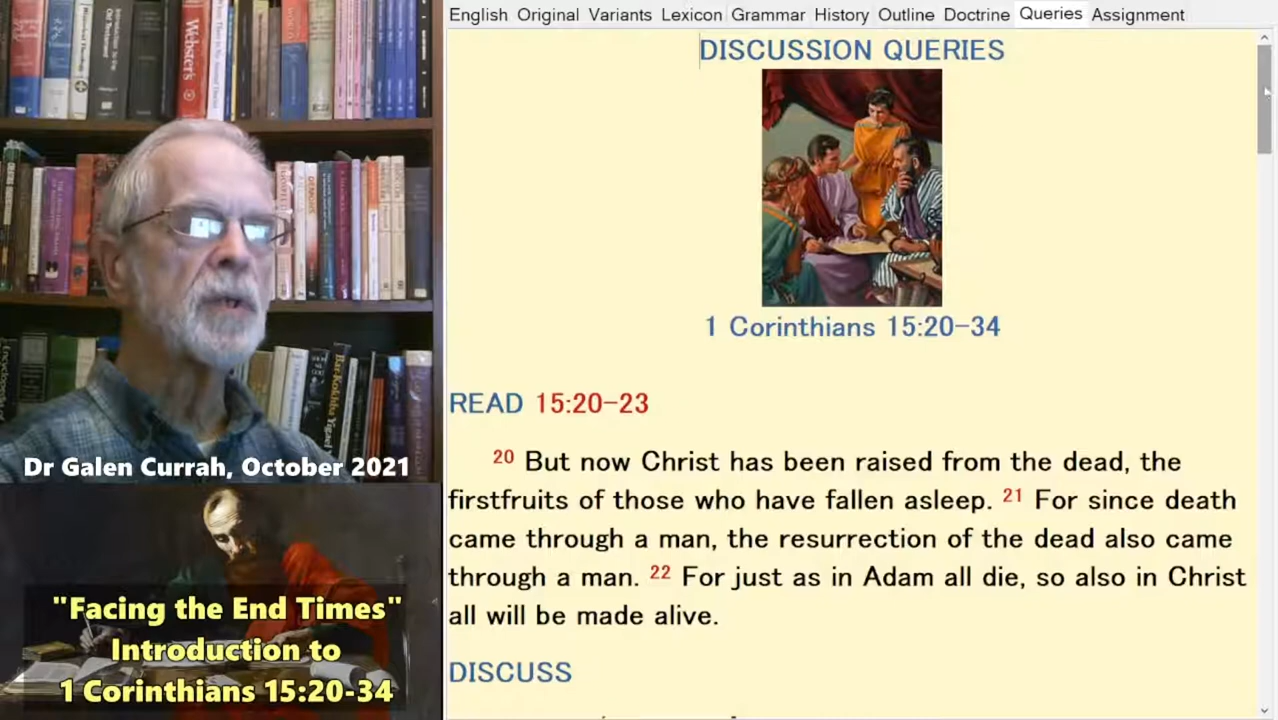 English Original Variants Lexicon Grammar History Outline Doctrine Queries Assignment
DISCUSSION QUERIES
1 Corinthians 15:20-34
READ 15:20-23
20 But now Christ has been raised from the dead, the
firstfruits of those who have fallen asleep. 21 For since death
came through a man, the resurrection of the dead also came
through a man. 22 For just as in Adam all die, so also in Christ
all will be made alive.
DISCUSS
Webster's
DEMONS
Bar-Kokhba
Dr Galen Currah, October 2021
"Facing the End Times"
Introduction to
1 Corinthians 15:20-34